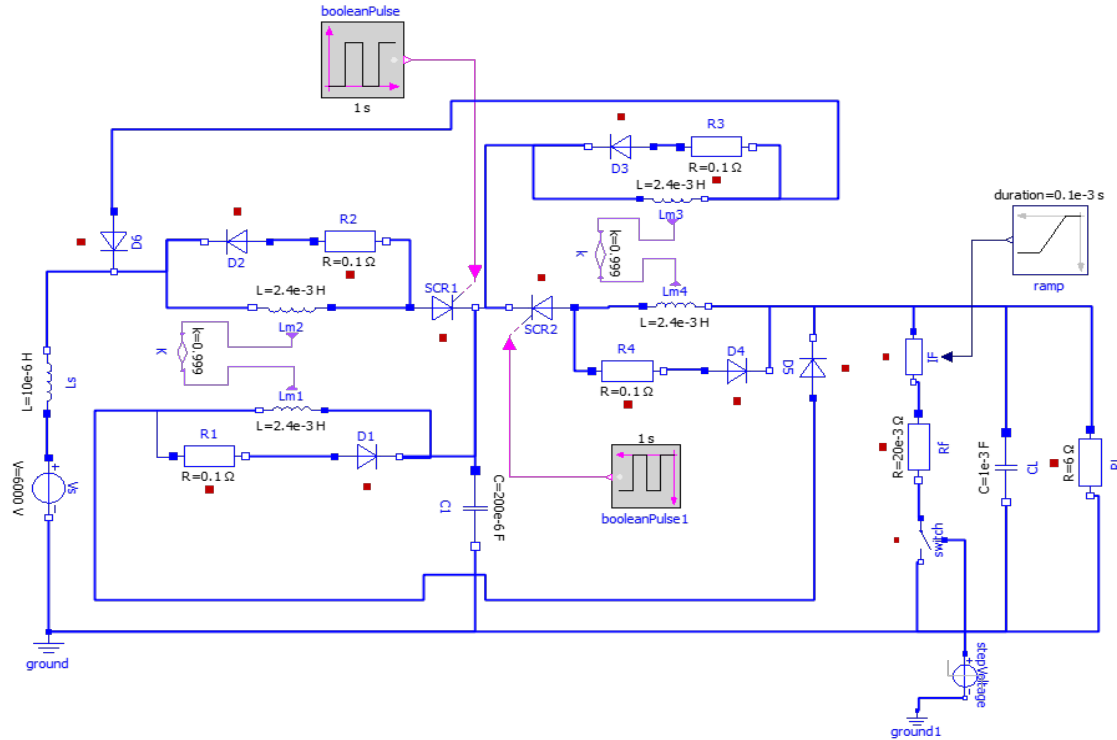 booleanPulse
1 s
D6
D2
R2
R=0.1 Ω
L=2.4e-3 H
Lm2
SCR1
D3
R3
R=0.1 Ω
L=2.4e-3 H
Lm3
k=0.999
k
Lm4
L=2.4e-3 H
SCR2
R4
R=0.1 Ω
D4
D5
duration=0.1e-3 s
ramp
IF
Rf
R=20e-3 Ω
switch
CL
C=1e-3 F
R=6 Ω
k=0.999
K
Lm1
L=2.4e-3 H
R1
R=0.1 Ω
D1
Ls
L=10e-6 H
Vs
V=6000 V
C1
C=200e-6 F
1 s
booleanPulse1
ground
stepVoltage
ground1